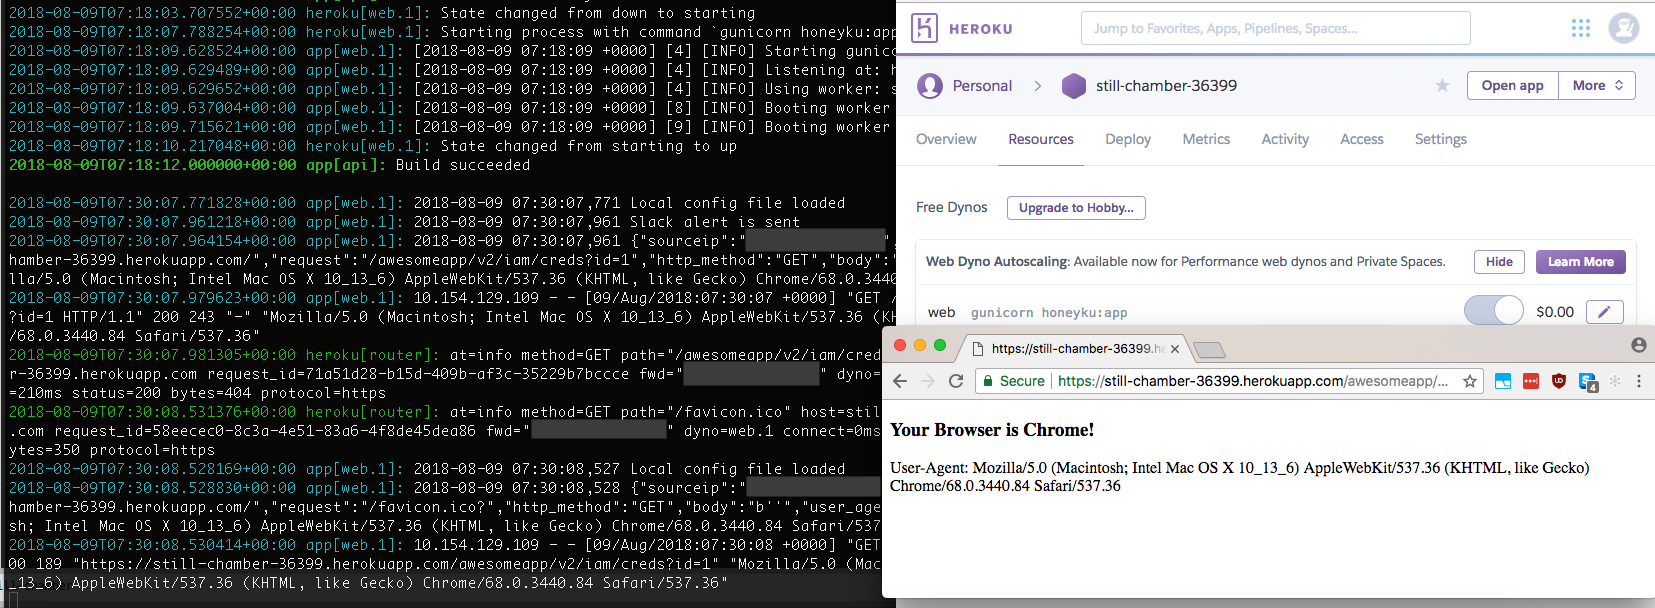 2018-08-09T07:18:03.707552+00:00 heroku[web.1]: State changed from down to starting
2018-08-09T07:18:07.788254+00:00 heroku[web.1]: Starting process with command `gunicorn honeyku:app
2018-08-09T07:18:09.628524+00:00 app[web.1]: [2018-08-09 07:18:09 +0000] [4] [INFO] Starting gunico
2018-08-09T07:18:09.629489+00:00 app[web.1]: [2018-08-09 07:18:09 +0000] [4] [INFO] Listening at: h
2018-08-09T07:18:09.629652+00:00 app[web.1]: [2018-08-09 07:18:09 +0000] [4] [INFO] Using worker: s
2018-08-09T07:18:09.637004+00:00 app[web.1]: [2018-08-09 07:18:09 +0000] [8] [INFO] Booting worker
2018-08-09T07:18:09.715621+00:00 app[web.1]: [2018-08-09 07:18:09 +0000] [9] [INFO] Booting worker
2018-08-09T07:18:10.217048+00:00 heroku[web.1]: State changed from starting to up
2018-08-09T07:18:12.000000+00:00 app[api]: Build succeeded
2018-08-09T07:30:07.771828+00:00 app[web.1]: 2018-08-09 07:30:07,771 Local config file loaded
2018-08-09T07:30:07.961218+00:00 app[web.1]: 2018-08-09 07:30:07,961 Slack alert is sent
2018-08-09T07:30:07.964154+00:00 app[web.1]: 2018-08-09 07:30:07,961 {"sourceip":"
hamber-36399.herokuapp.com/","request":"/awesomeapp/v2/iam/creds?id=1","http_method":"GET","body":"
lla/5.0 (Macintosh; Intel Mac OS X 10_13_6) AppleWebKit/537.36 (KHTML, like Gecko) Chrome/68.0.3440
2018-08-09T07:30:07.979623+00:00 app[web.1]: 10.154.129.109 - - [09/Aug/2018:07:30:07 +0000] "GET /
?id=1 HTTP/1.1" 200 243 "-" "Mozilla/5.0 (Macintosh; Intel Mac OS X 10_13_6) AppleWebKit/537.36 (KH
/68.0.3440.84 Safari/537.36"
2018-08-09T07:30:07.981305+00:00 heroku[router]: at=info method=GET path="/awesomeapp/v2/iam/cred
r-36399.herokuapp.com request_id=71a51d28-b15d-409b-af3c-35229b7bccce fwd=" dyno=
=210ms status=200 bytes=404 protocol=https
2018-08-09T07:30:08.531376+00:00 heroku[router]: at=info method=GET path="/favicon.ico" host=stil
.com request_id=58eecec0-8c3a-4e51-83a6-4f8de45dea86 fwd=" " dyno=web.1 connect=0ms
ytes=350 protocol=https
2018-08-09T07:30:08.528169+00:00 app[web.1]: 2018-08-09 07:30:08,527 Local config file loaded
2018-08-09T07:30:08.528830+00:00 app[web.1]: 2018-08-09 07:30:08,528 {"sourceip":"
hamber-36399.herokuapp.com/","request":"/favicon.ico?","http_method":"GET","body":"b''","user_age
sh; Intel Mac OS X 10_13_6) AppleWebKit/537.36 (KHTML, like Gecko) Chrome/68.0.3440.84 Safari/537
2018-08-09T07:30:08.530414+00:00 app[web.1]: 10.154.129.109 - - [09/Aug/2018:07:30:08 +0000] "GET
00 189 "https://still-chamber-36399.herokuapp.com/awesomeapp/v2/iam/creds?id=1" "Mozilla/5.0 (Mac
_13_6) AppleWebKit/537.36 (KHTML, like Gecko) Chrome/68.0.3440.84 Safari/537.36"
HEROKU
Jump to Favorites, Apps, Pipelines, Spaces...
Personal > still-chamber-36399
Open app More
Overview Resources Deploy Metrics Activity Access Settings
Free Dynos Upgrade to Hobby...
Web Dyno Autoscaling: Available now for Performance web dynos and Private Spaces. Hide Learn More
web gunicorn honeyku:app $0.00
https://still-chamber-36399.he
Secure https://still-chamber-36399.herokuapp.com/awesomeapp/...
4
Your Browser is Chrome!
User-Agent: Mozilla/5.0 (Macintosh; Intel Mac OS X 10_13_6) AppleWebKit/537.36 (KHTML, like Gecko)
Chrome/68.0.3440.84 Safari/537.36